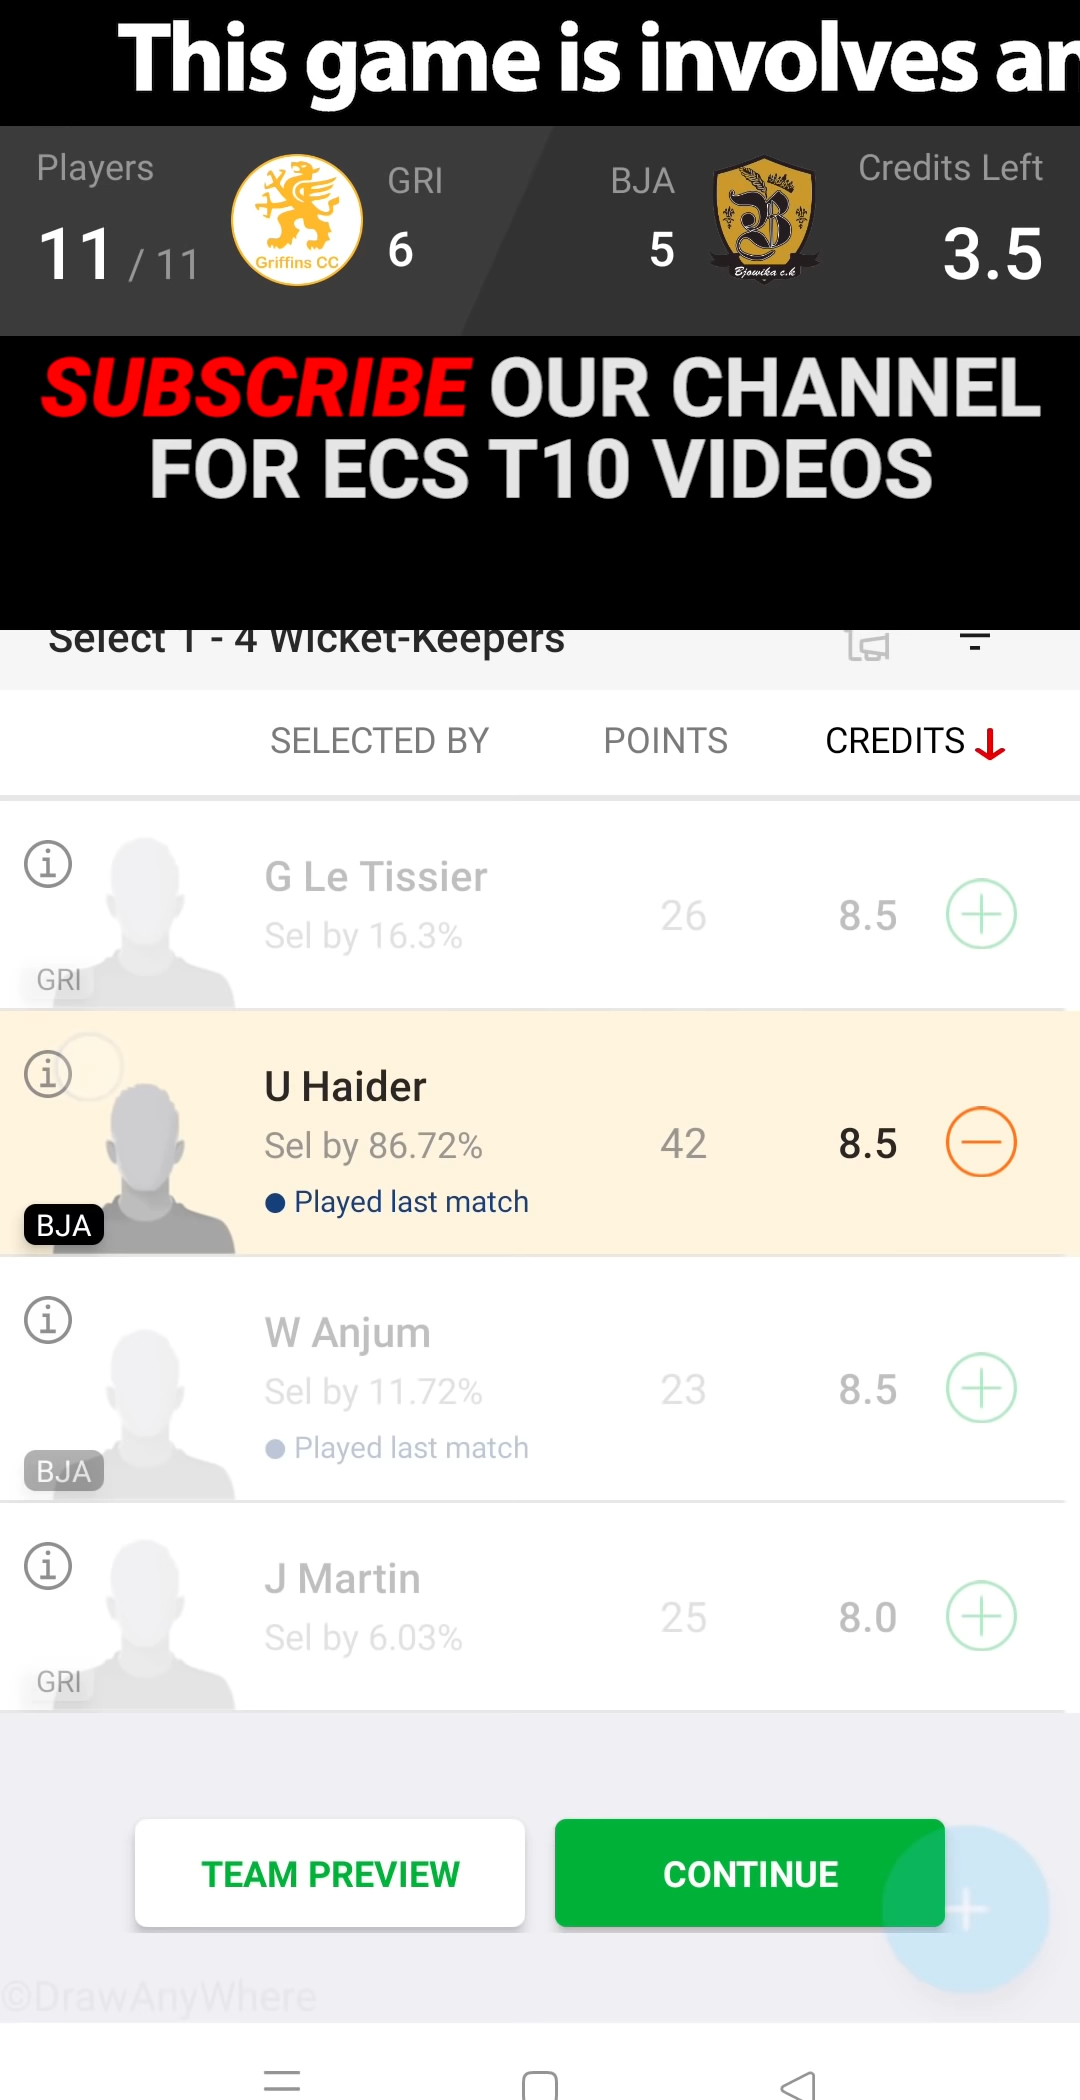 This game is involves an
Players
GRI
BJA
Credits Left
11 / 11
6
5
3.5
Griffins CC
Bjowika c.k
SUBSCRIBE OUR CHANNEL
FOR ECS T10 VIDEOS
Select 1 - 4 Wicket-Keepers
SELECTED BY
POINTS
CREDITS
G Le Tissier
Sel by 16.3%
26
8.5
GRI
U Haider
Sel by 86.72%
42
8.5
Played last match
BJA
W Anjum
Sel by 11.72%
23
8.5
Played last match
BJA
J Martin
Sel by 6.03%
25
8.0
GRI
TEAM PREVIEW
CONTINUE
©DrawAnyWhere